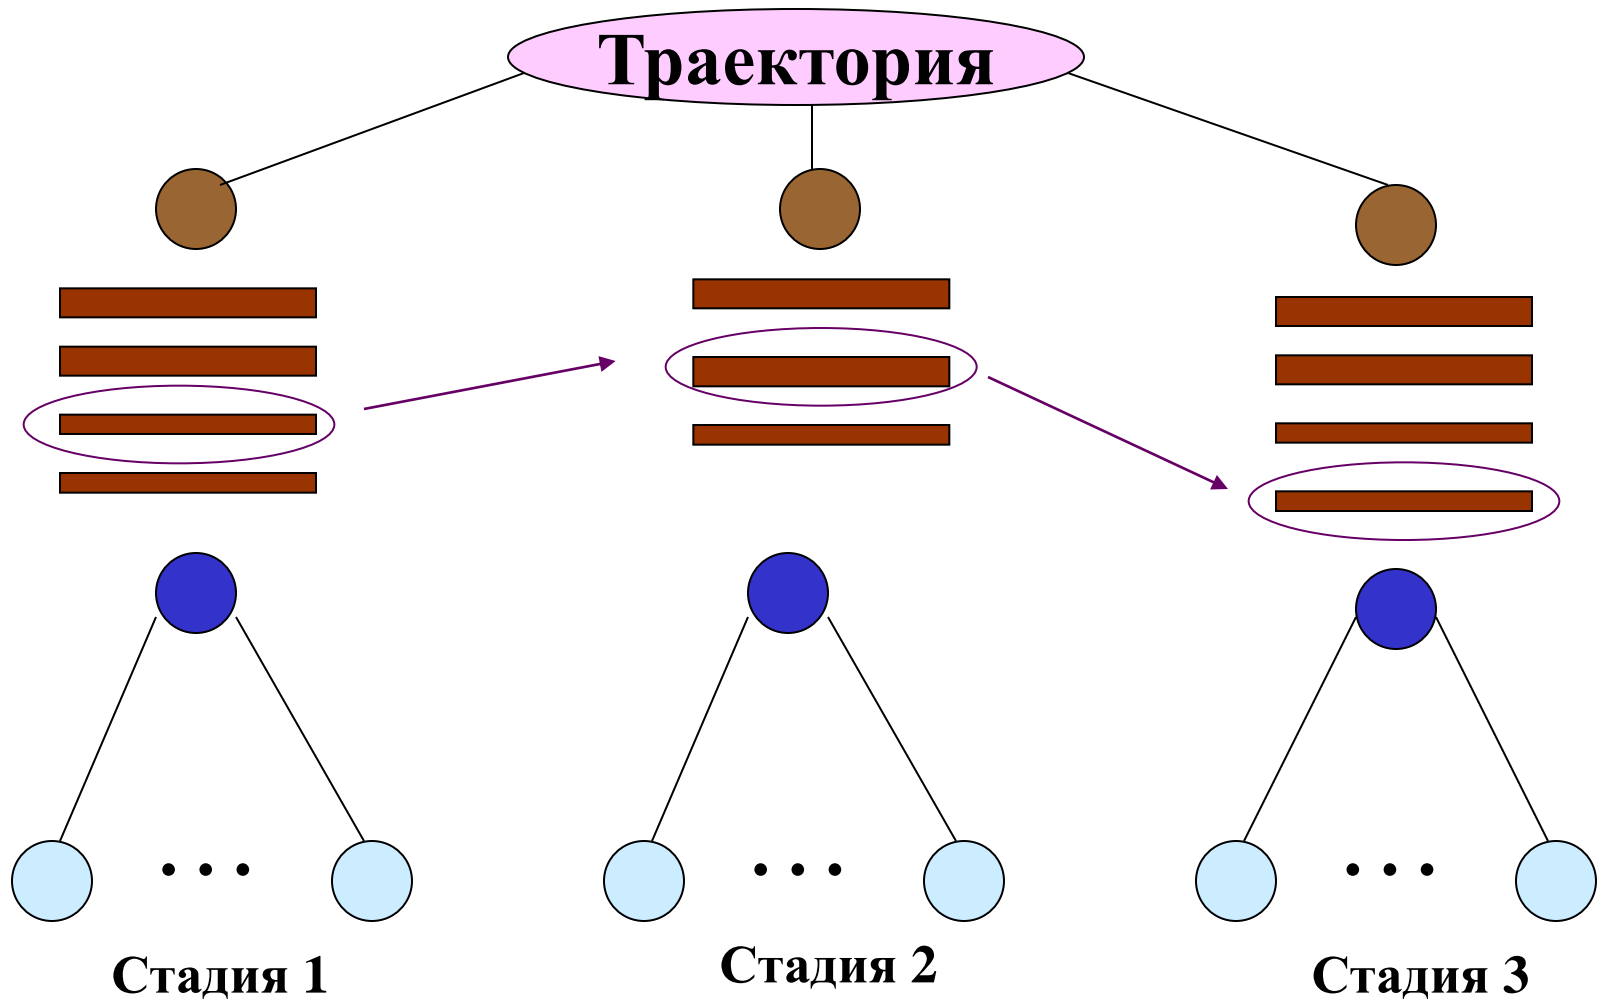 Траектория
. . .
. . .
. . .
Стадия 1
Стадия 2
Стадия 3